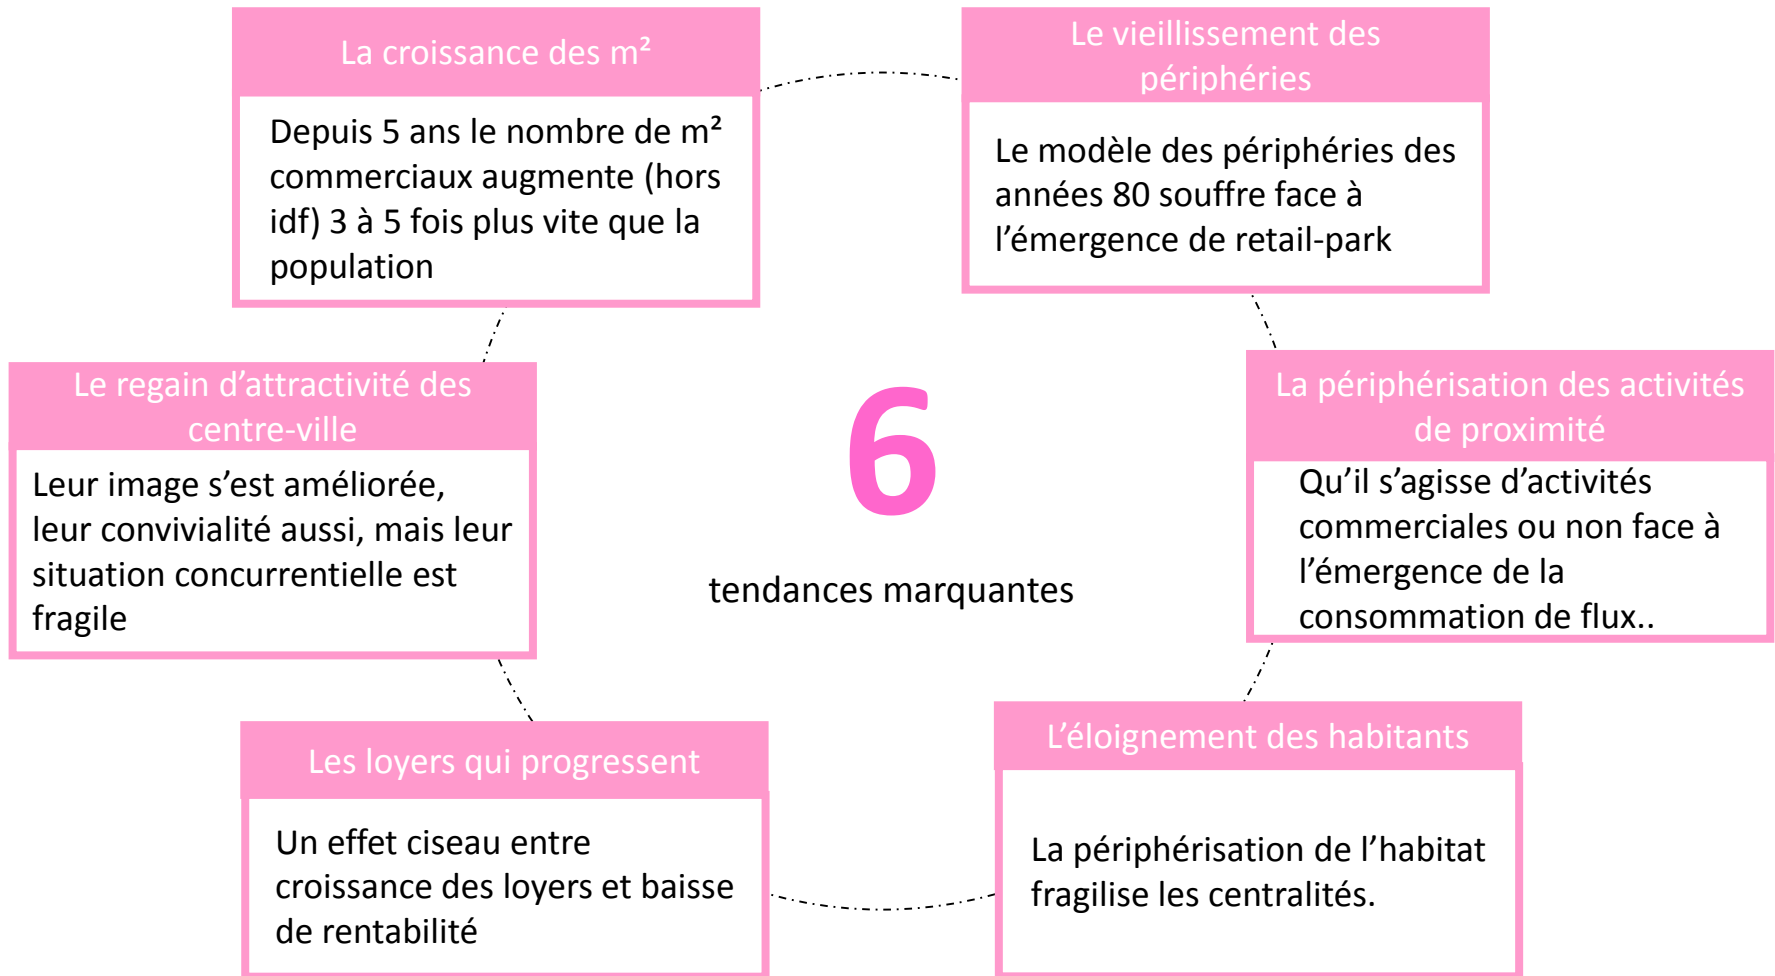 La croissance des m²
Depuis 5 ans le nombre de m²
commerciaux augmente (hors
idf) 3 à 5 fois plus vite que la
population
Le vieillissement des
périphéries
Le modèle des périphéries des
années 80 souffre face à
l’émergence de retail-park
Le regain d’attractivité des
centre-ville
Leur image s’est améliorée,
leur convivialité aussi, mais leur
situation concurrentielle est
fragile
6
tendances marquantes
La périphérisation des activités
de proximité
Qu’il s’agisse d’activités
commerciales ou non face à
l’émergence de la
consommation de flux..
Les loyers qui progressent
Un effet ciseau entre
croissance des loyers et baisse
de rentabilité
L’éloignement des habitants
La périphérisation de l’habitat
fragilise les centralités.